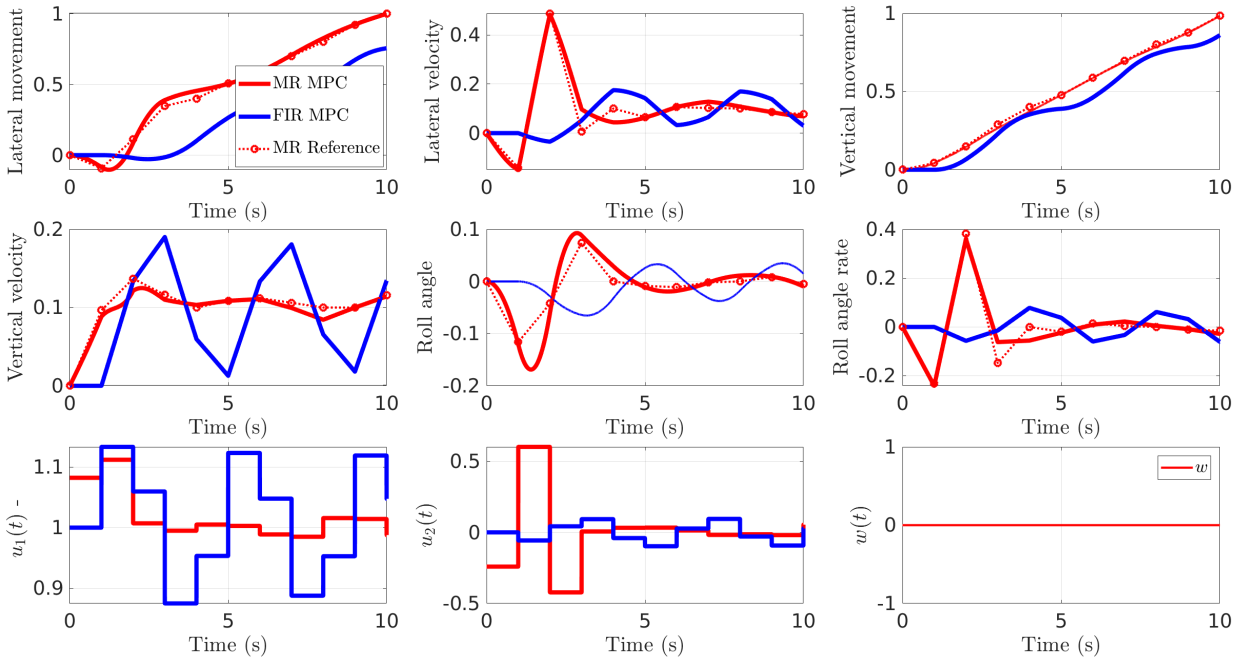 Lateral movement
1
0.5
0
0
5
10
Time (s)
MR MPC
FIR MPC
MR Reference
Lateral velocity
0.4
0.2
0
0
5
10
Time (s)
Vertical movement
1
0.5
0
0
5
10
Time (s)
Vertical velocity
0.2
0.1
0
0
5
10
Time (s)
Roll angle
0.1
0
-0.1
-0.2
0
5
10
Time (s)
Roll angle rate
0.4
0.2
0
-0.2
0
5
10
Time (s)
u₁(t) -
1.1
1
0.9
0
5
10
Time (s)
u₂(t)
0.5
0
-0.5
0
5
10
Time (s)
w(t)
1
0
-1
0
5
10
Time (s)
w